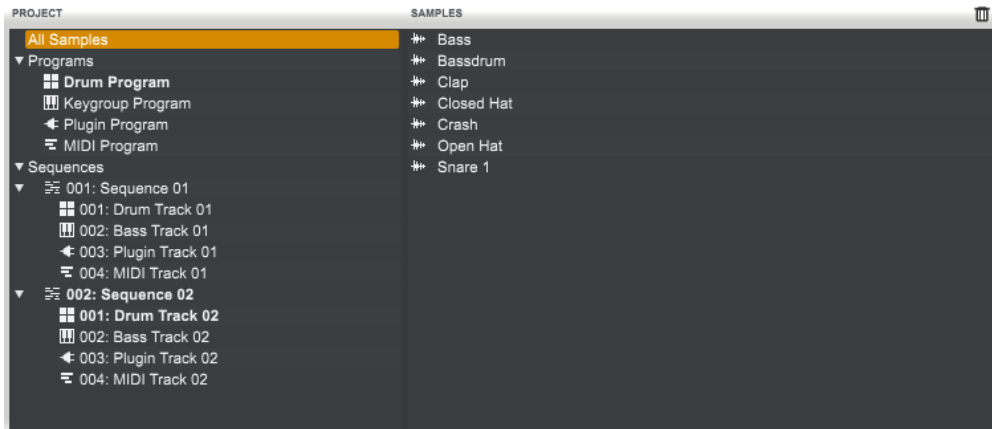 PROJECT
All Samples
Programs
Drum Program
Keygroup Program
Plugin Program
MIDI Program
Sequences
001: Sequence 01
001: Drum Track 01
002: Bass Track 01
003: Plugin Track 01
004: MIDI Track 01
002: Sequence 02
001: Drum Track 02
002: Bass Track 02
003: Plugin Track 02
004: MIDI Track 02
SAMPLES
Bass
Bassdrum
Clap
Closed Hat
Crash
Open Hat
Snare 1